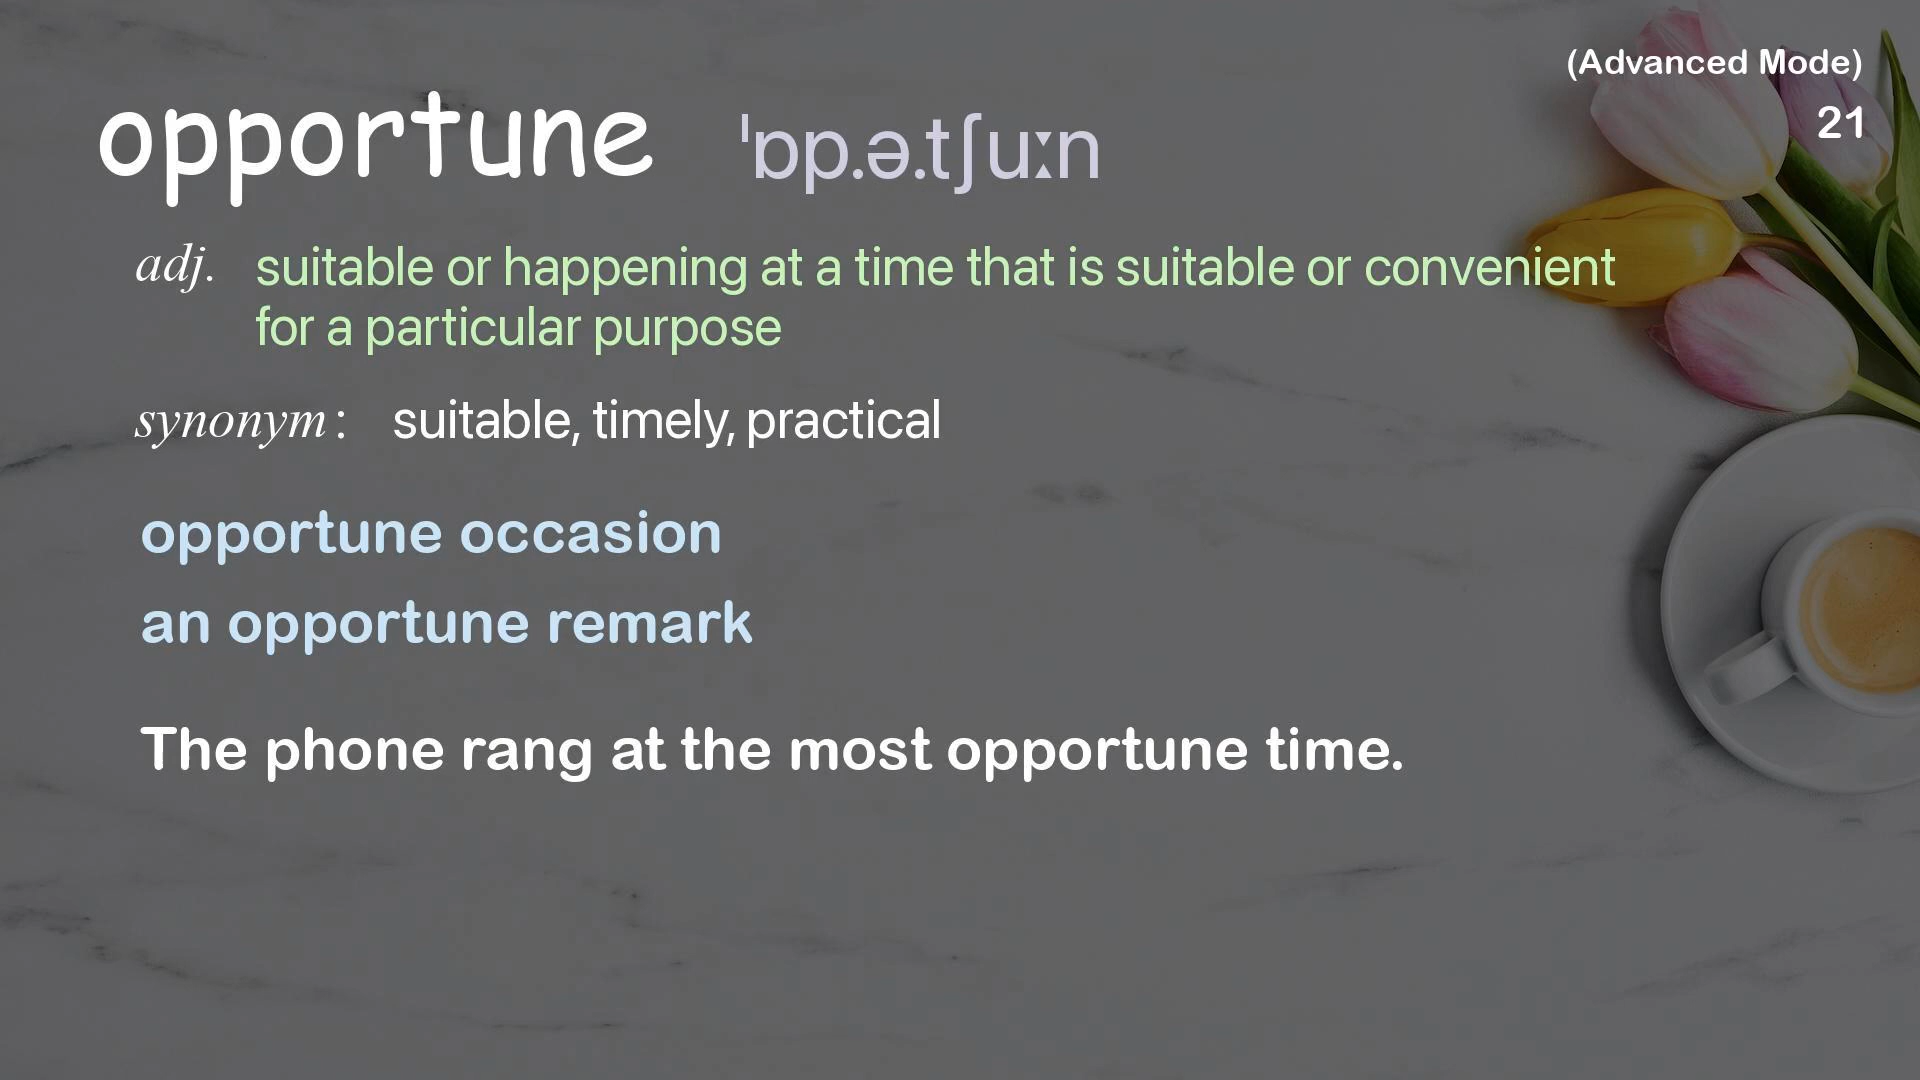 (Advanced Mode)
21
opportune ˈɒp.ə.tʃuːn
adj. suitable or happening at a time that is suitable or convenient
for a particular purpose
synonym : suitable, timely, practical
opportune occasion
an opportune remark
The phone rang at the most opportune time.